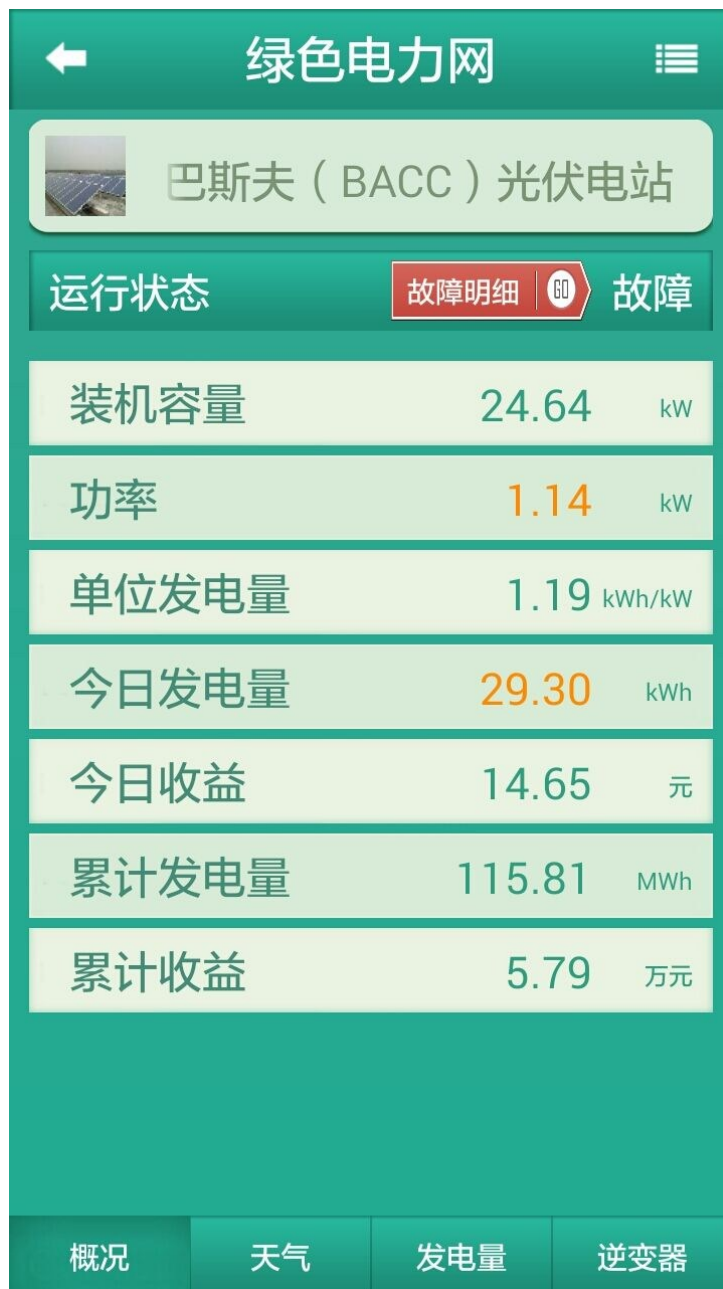 绿色电力网
巴斯夫（BACC）光伏电站
运行状态 故障明细 GO 故障
装机容量 24.64 kW
功率 1.14 kW
单位发电量 1.19 kWh/kW
今日发电量 29.30 kWh
今日收益 14.65 元
累计发电量 115.81 MWh
累计收益 5.79 万元
概况 天气 发电量 逆变器